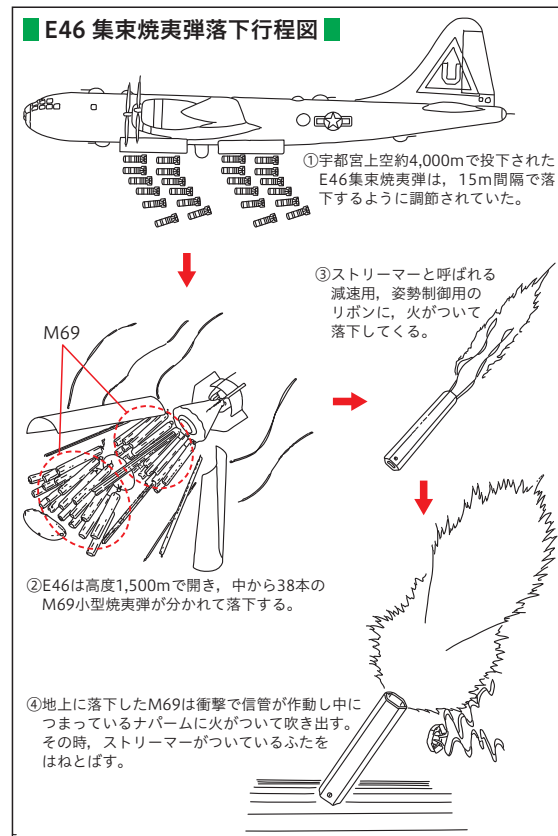 E46 集束焼夷弾落下行程図
U
①宇都宮上空約4,000mで投下された
E46集束焼夷弾は，15m間隔で落
下するように調節されていた。
③ストリーマーと呼ばれる
減速用，姿勢制御用の
リボンに，火がついて
落下してくる。
M69
②E46は高度1,500mで開き，中から38本の
M69小型焼夷弾が分かれて落下する。
④地上に落下したM69は衝撃で信管が作動し中に
つまっているナパームに火がついて吹き出す。
その時，ストリーマーがついているふたを
はねとばす。